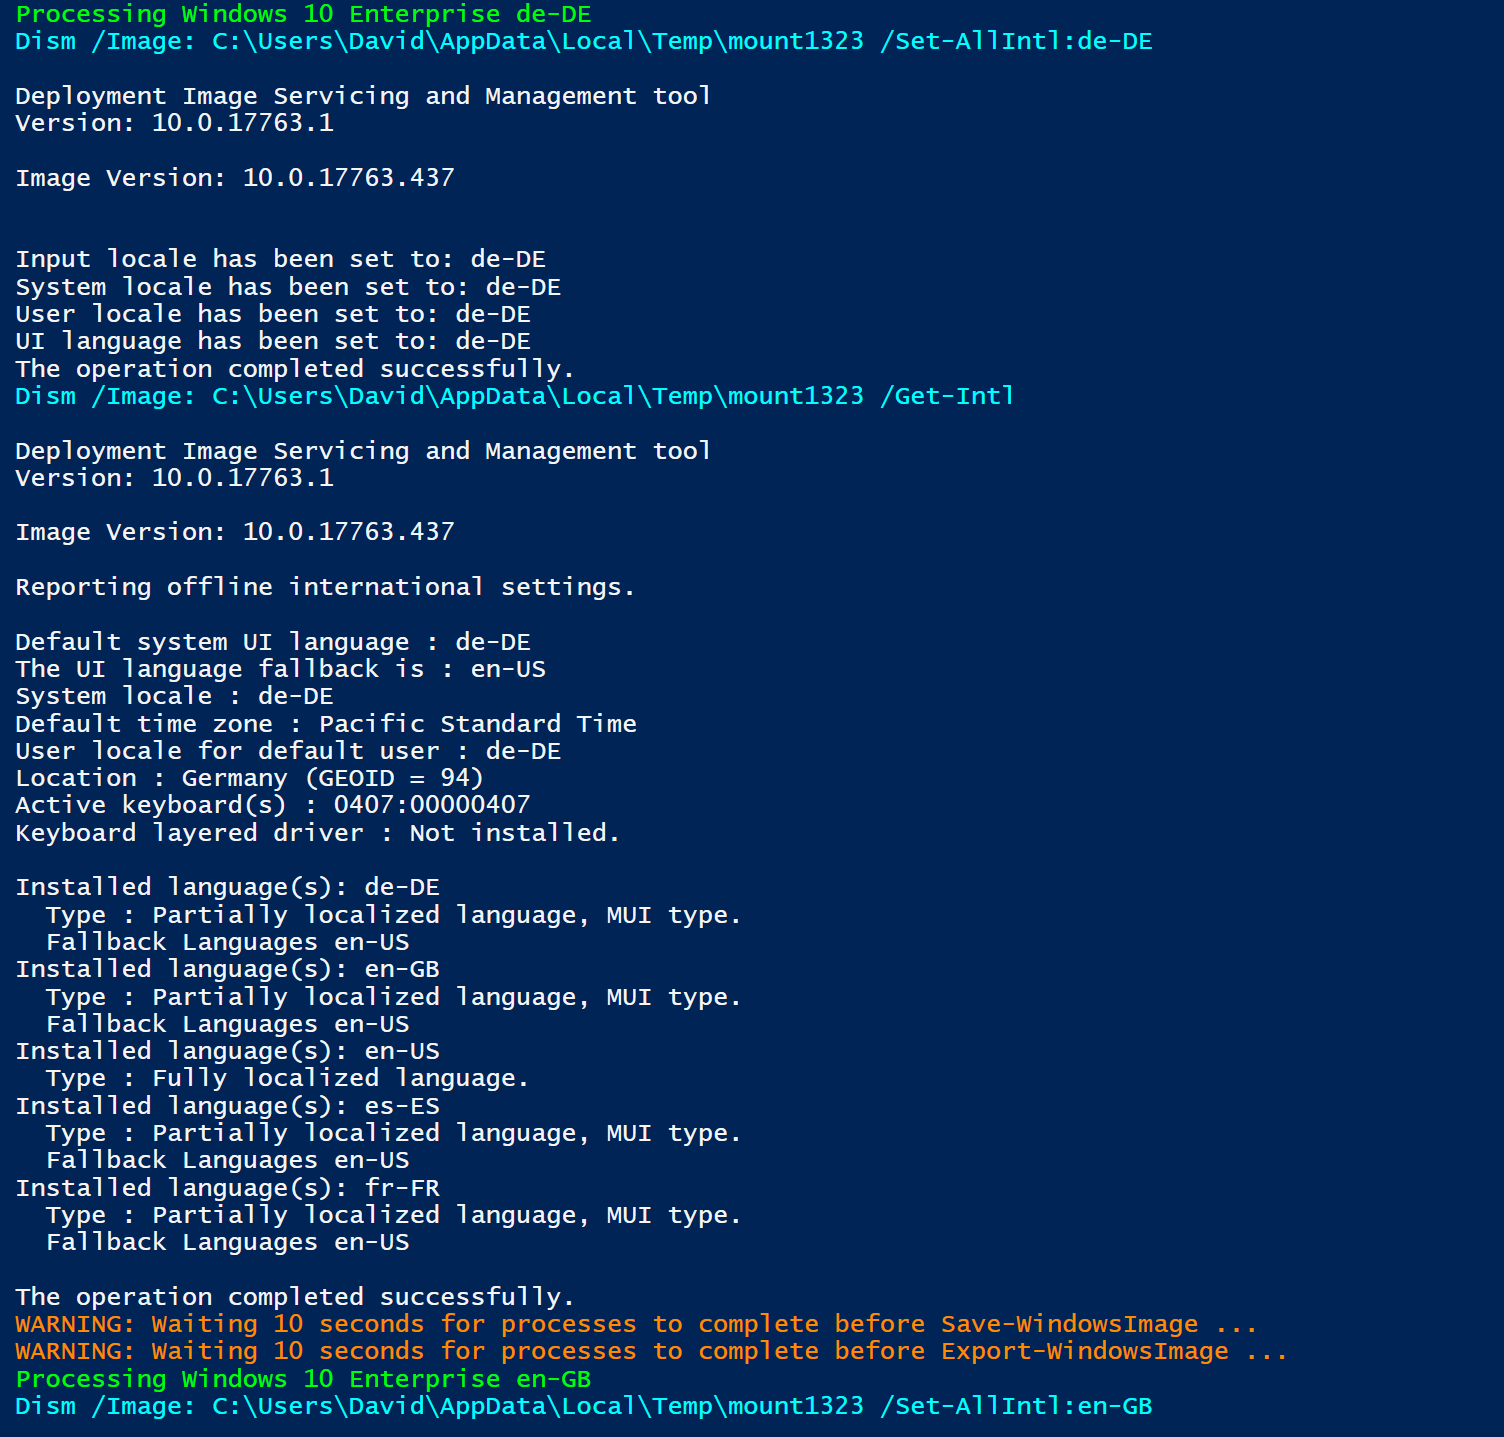 Processing Windows 10 Enterprise de-DE
Dism /Image: C:\Users\David\AppData\Local\Temp\mount1323 /Set-AllIntl:de-DE
Deployment Image Servicing and Management tool
Version: 10.0.17763.1
Image Version: 10.0.17763.437
Input locale has been set to: de-DE
System locale has been set to: de-DE
User locale has been set to: de-DE
UI language has been set to: de-DE
The operation completed successfully.
Dism /Image: C:\Users\David\AppData\Local\Temp\mount1323 /Get-Intl
Deployment Image Servicing and Management tool
Version: 10.0.17763.1
Image Version: 10.0.17763.437
Reporting offline international settings.
Default system UI language : de-DE
The UI language fallback is : en-US
System locale : de-DE
Default time zone : Pacific Standard Time
User locale for default user : de-DE
Location : Germany (GEOID = 94)
Active keyboard(s) : 0407:00000407
Keyboard layered driver : Not installed.
Installed language(s): de-DE
  Type : Partially localized language, MUI type.
  Fallback Languages en-US
Installed language(s): en-GB
  Type : Partially localized language, MUI type.
  Fallback Languages en-US
Installed language(s): en-US
  Type : Fully localized language.
Installed language(s): es-ES
  Type : Partially localized language, MUI type.
  Fallback Languages en-US
Installed language(s): fr-FR
  Type : Partially localized language, MUI type.
  Fallback Languages en-US
The operation completed successfully.
WARNING: Waiting 10 seconds for processes to complete before Save-WindowsImage ...
WARNING: Waiting 10 seconds for processes to complete before Export-WindowsImage ...
Processing Windows 10 Enterprise en-GB
Dism /Image: C:\Users\David\AppData\Local\Temp\mount1323 /Set-AllIntl:en-GB